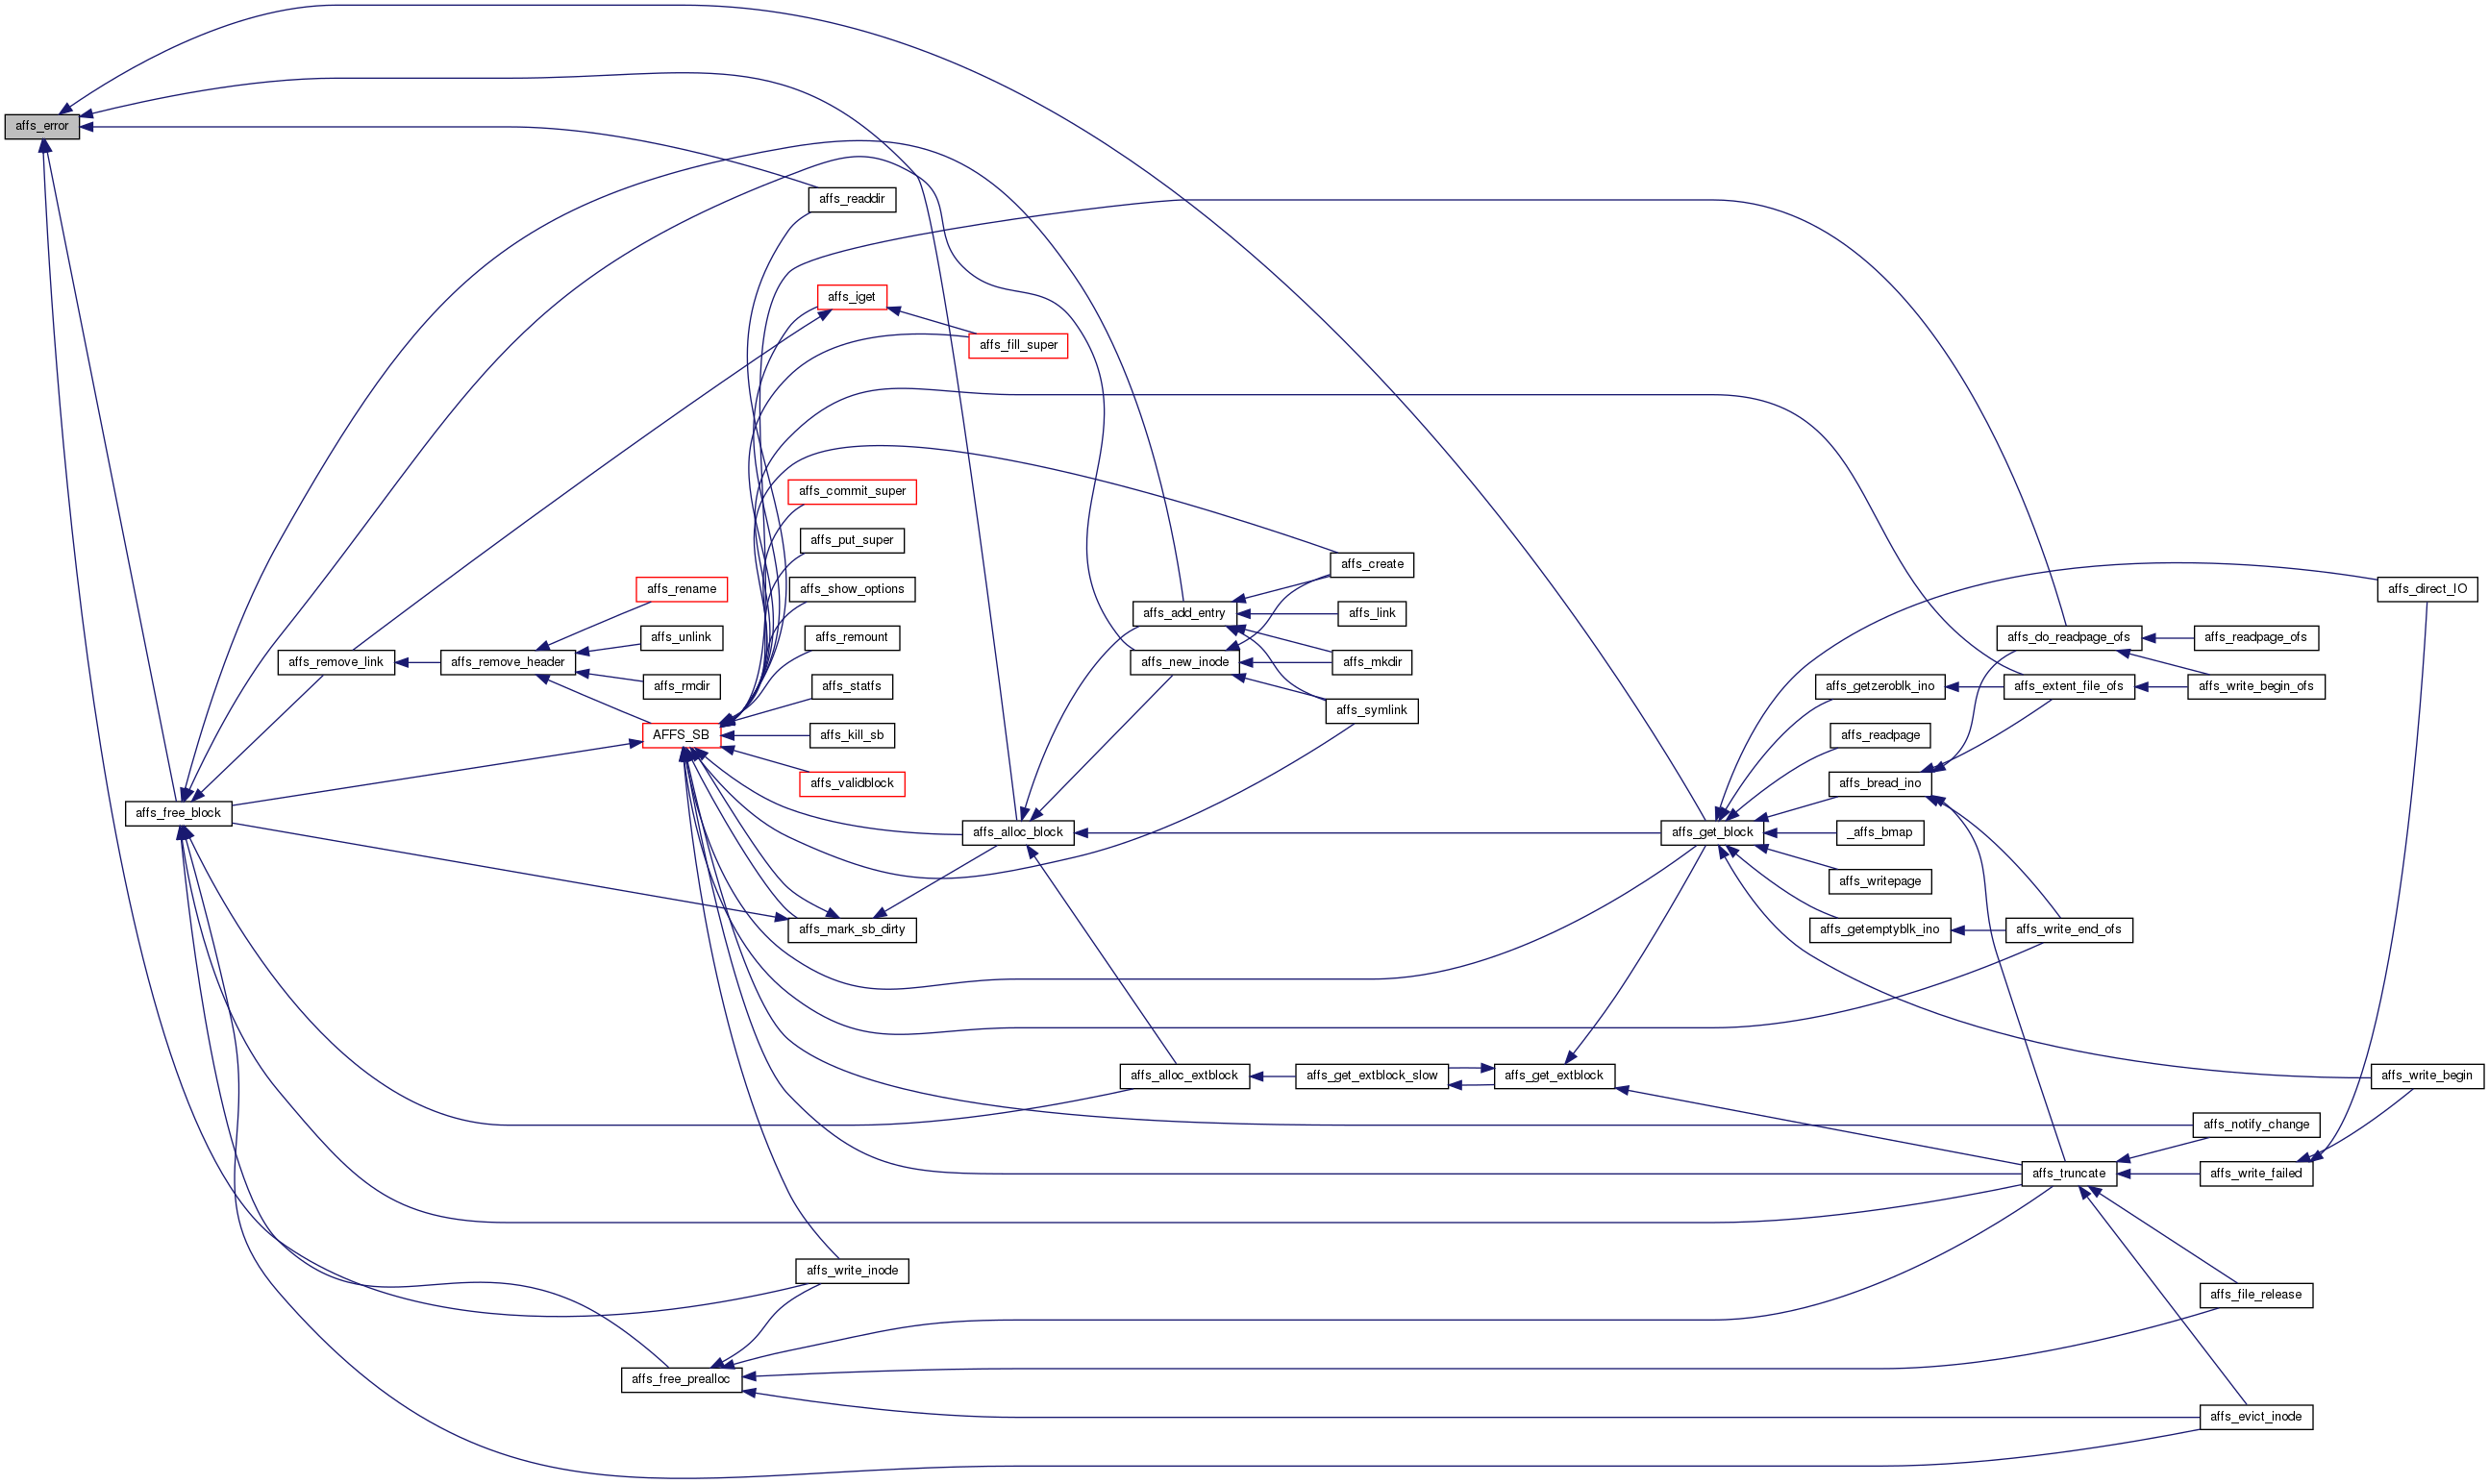 affs_error
affs_readdir
affs_iget
affs_fill_super
affs_commit_super
affs_put_super
affs_create
affs_rename
affs_show_options
affs_direct_IO
affs_add_entry
affs_link
affs_unlink
affs_remount
affs_do_readpage_ofs
affs_readpage_ofs
affs_remove_link
affs_remove_header
affs_new_inode
affs_mkdir
affs_rmdir
affs_statfs
affs_getzeroblk_ino
affs_extent_file_ofs
affs_write_begin_ofs
affs_symlink
AFFS_SB
affs_kill_sb
affs_readpage
affs_validblock
affs_bread_ino
affs_free_block
affs_alloc_block
affs_get_block
_affs_bmap
affs_writepage
affs_mark_sb_dirty
affs_getemptyblk_ino
affs_write_end_ofs
affs_alloc_extblock
affs_get_extblock_slow
affs_get_extblock
affs_write_begin
affs_notify_change
affs_truncate
affs_write_failed
affs_write_inode
affs_file_release
affs_free_prealloc
affs_evict_inode